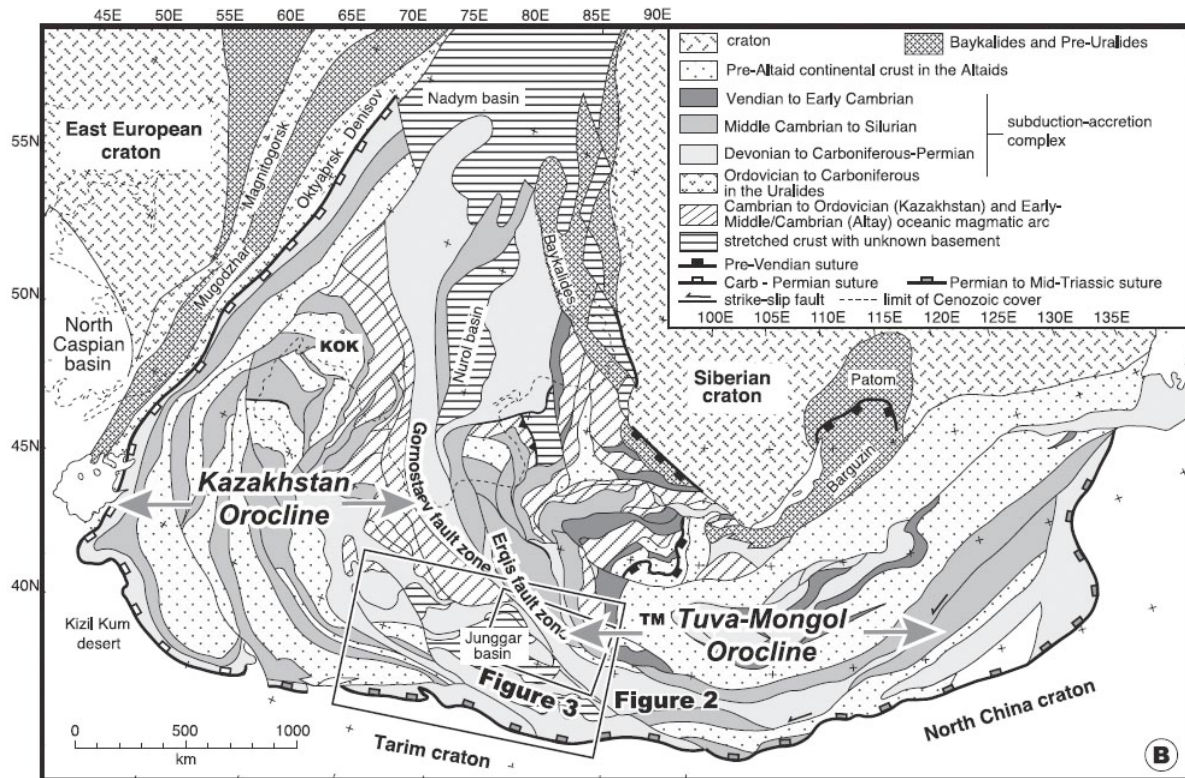 45E 50E 55E 60E 65E 70E 75E 80E 85E 90E
craton
Baykalides and Pre-Uralides
Pre-Altaid continental crust in the Altaids
Vendian to Early Cambrian
Middle Cambrian to Silurian
Devonian to Carboniferous-Permian
subduction-accretion
complex
Ordovician to Carboniferous
in the Uralides
Cambrian to Ordovician (Kazakhstan) and Early-
Middle/Cambrian (Altay) oceanic magmatic arc
stretched crust with unknown basement
Pre-Vendian suture
Carb - Permian suture
Permian to Mid-Triassic suture
strike-slip fault
limit of Cenozoic cover
100E 105E 110E 115E 120E 125E 130E 135E
55N
50N
45N
40N
East European
craton
Magnitogorsk
Oktyabrsk Denisov
Mugodzhar
Nadym basin
Baykalides
Nurol basin
North
Caspian
basin
KOK
Siberian
craton
Patom
Barguzin
Kazakhstan
Orocline
Gornostaev fault zone
Erqis fault zone
TM Tuva-Mongol
Orocline
Kizil Kum
desert
Junggar
basin
Figure 3
Figure 2
Tarim craton
North China craton
0 500 1000
km
B